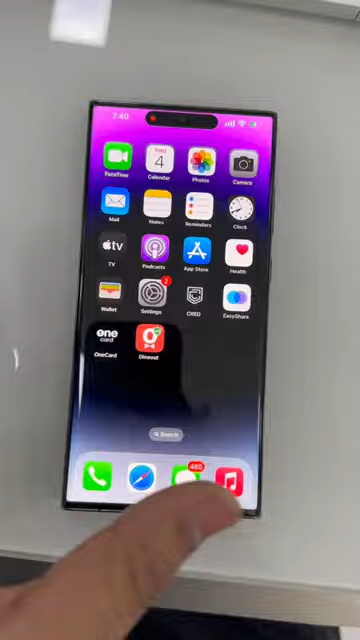 7:40
THU
4
FaceTime Calendar Photos Camera
Mail Notes Reminders Clock
tv
TV Podcasts App Store Health
2
Wallet Settings CRED EasyShare
one
card
OneCard Dineout
Search
465